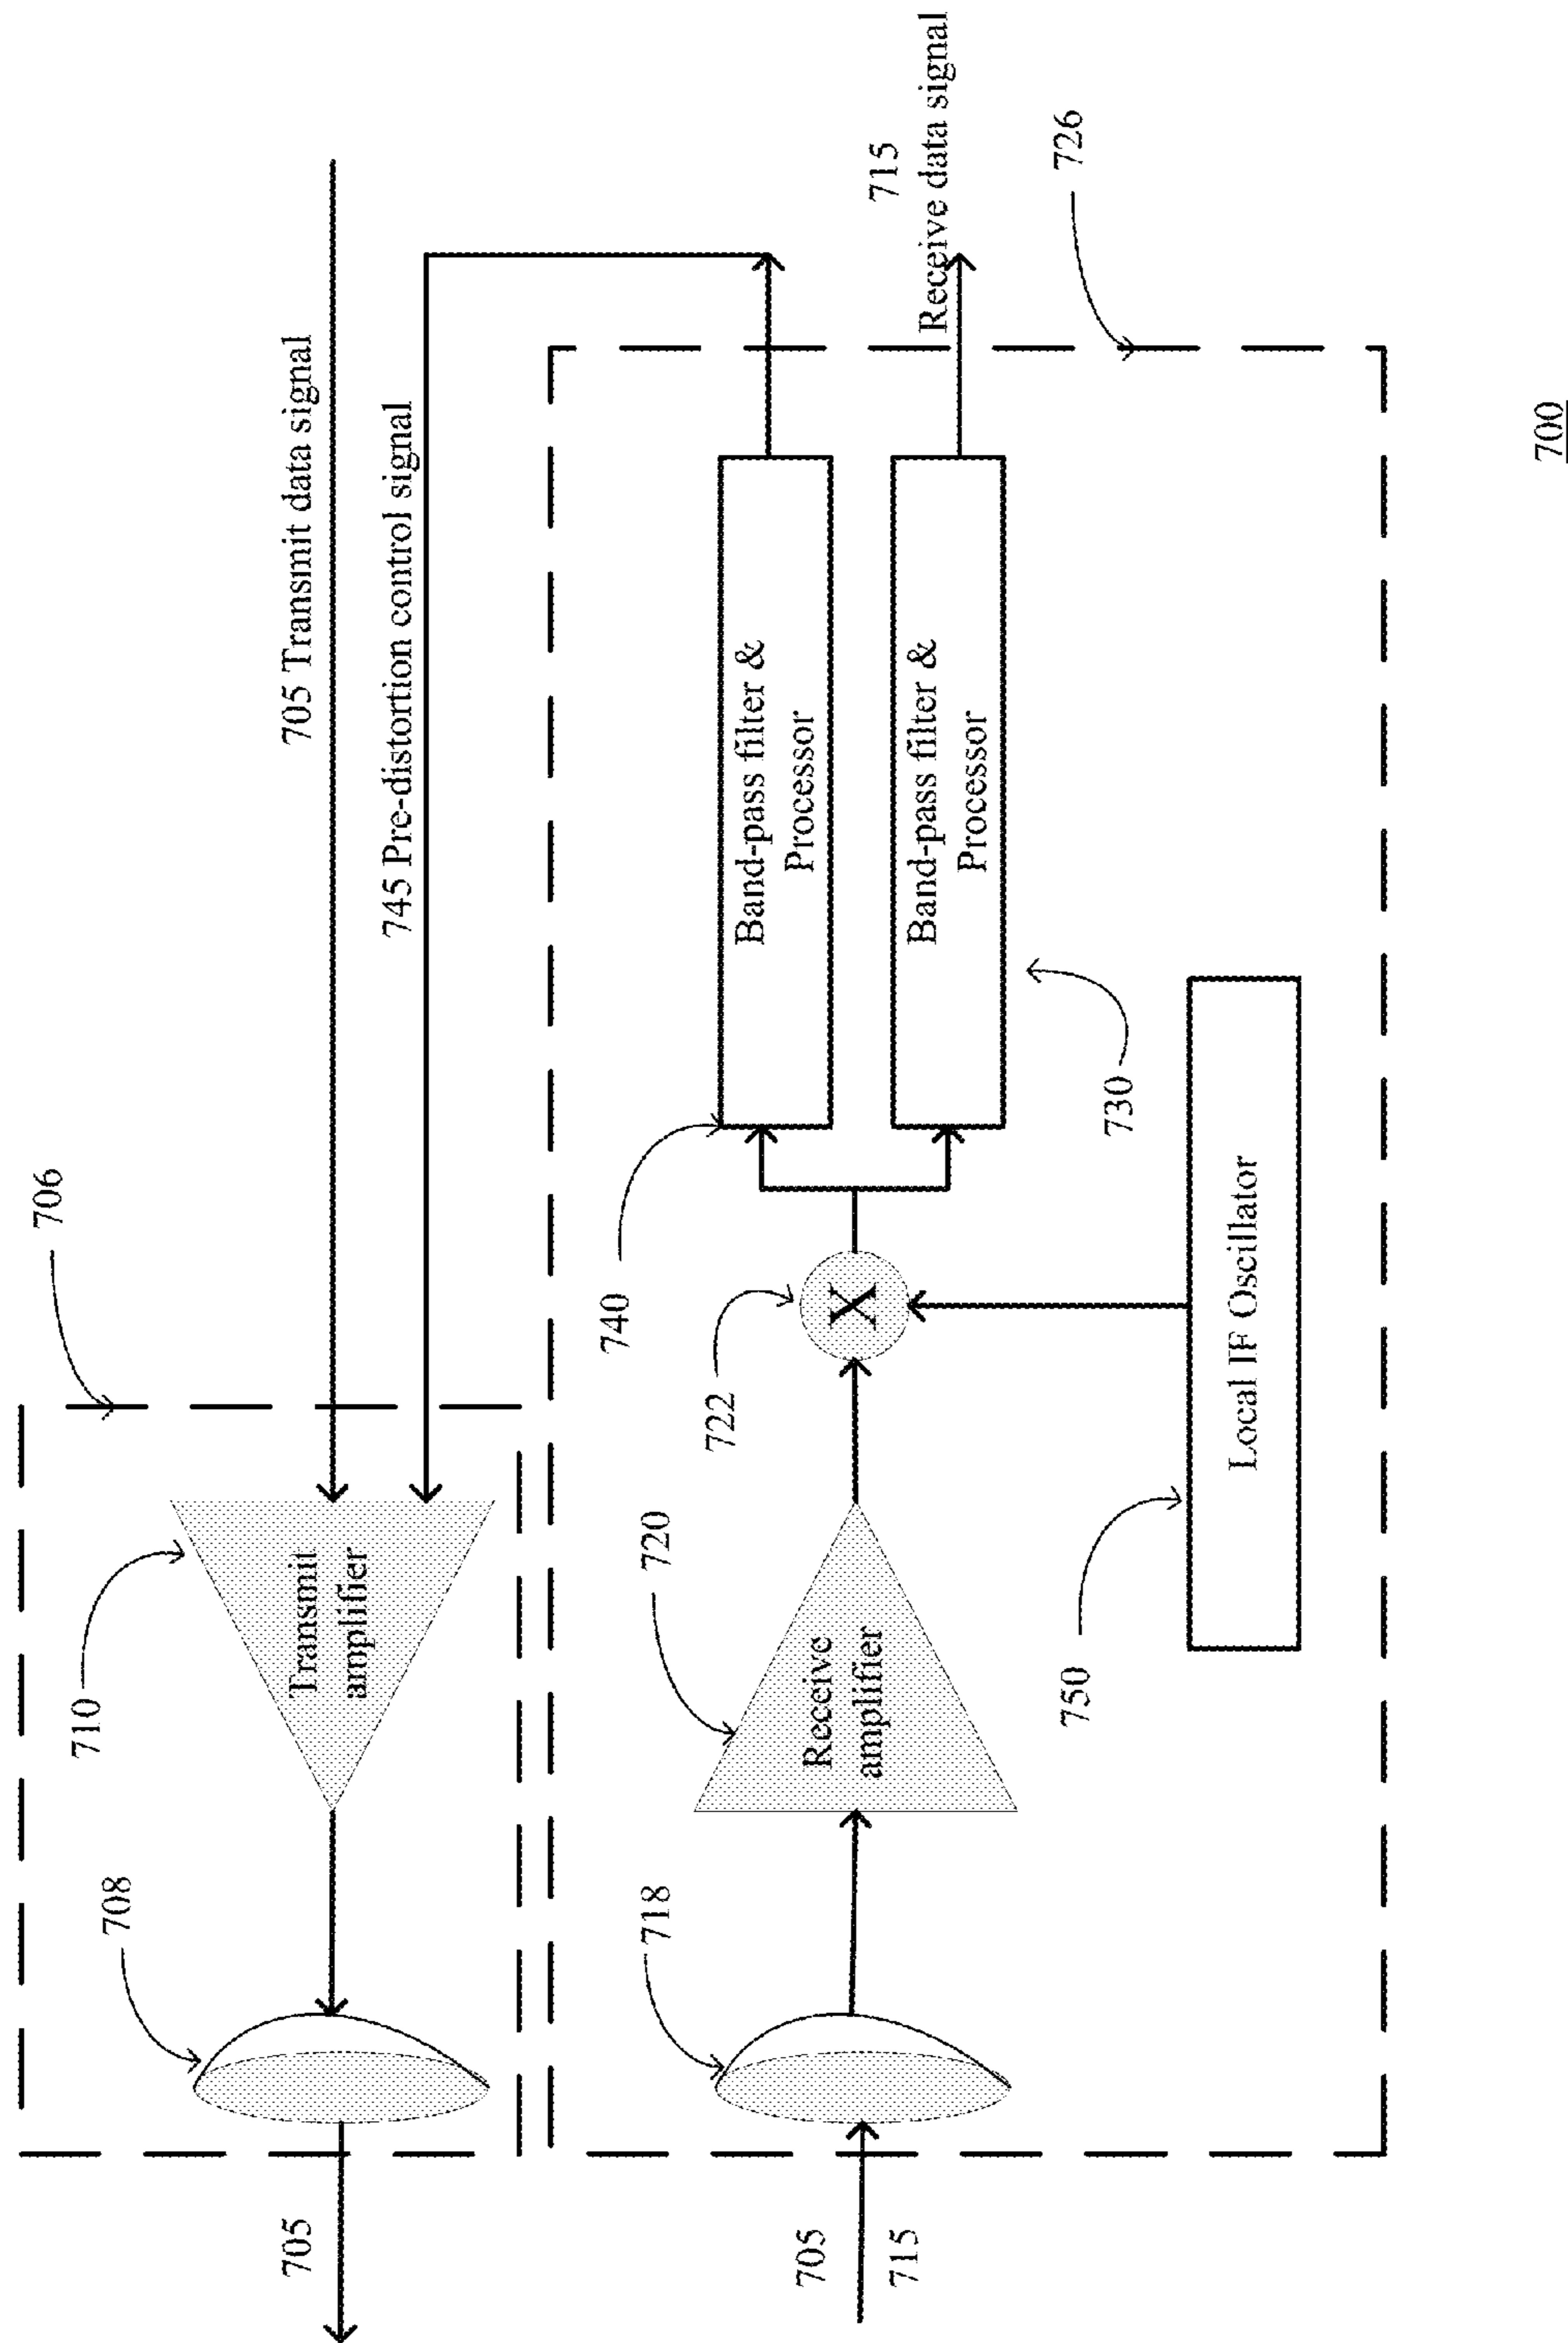 706
705 Transmit data signal
710
Transmit
amplifier
708
745 Pre-distortion control signal
705
740
Band-pass filter &
Processor
715
Receive data signal
718
720
Receive
amplifier
722
X
Band-pass filter &
Processor
726
705
715
730
750
Local IF Oscillator
700